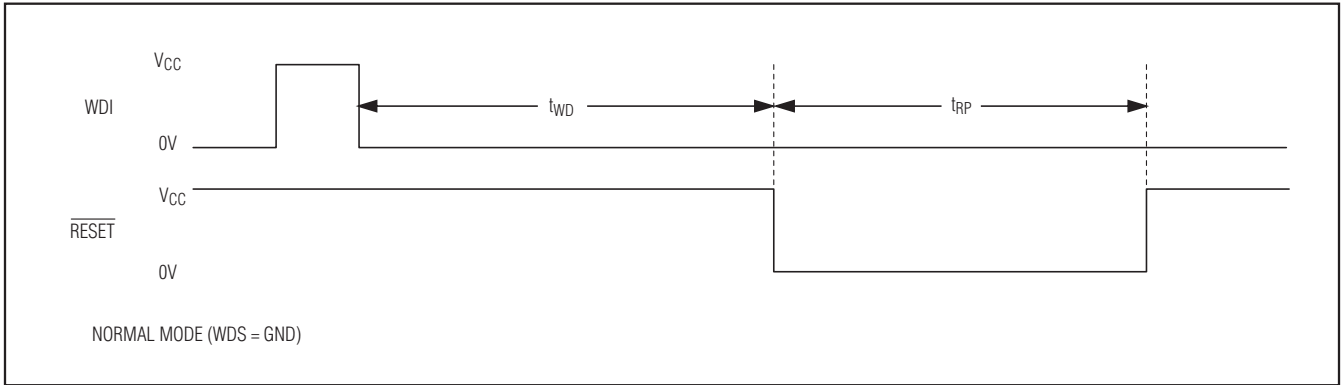 VCC
WDI
tWD
tRP
0V
VCC
RESET
0V
NORMAL MODE (WDS = GND)